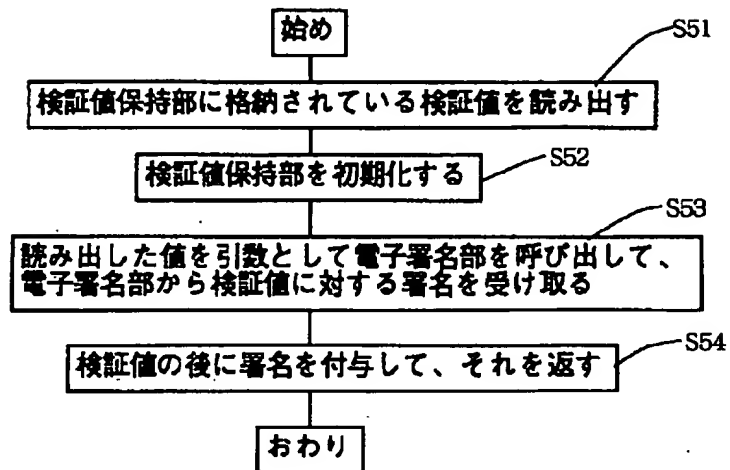 始め
S51
検証値保持部に格納されている検証値を読み出す
S52
検証値保持部を初期化する
S53
読み出した値を引数として電子署名部を呼び出して、
電子署名部から検証値に対する署名を受け取る
S54
検証値の後に署名を付与して、それを返す
おわり